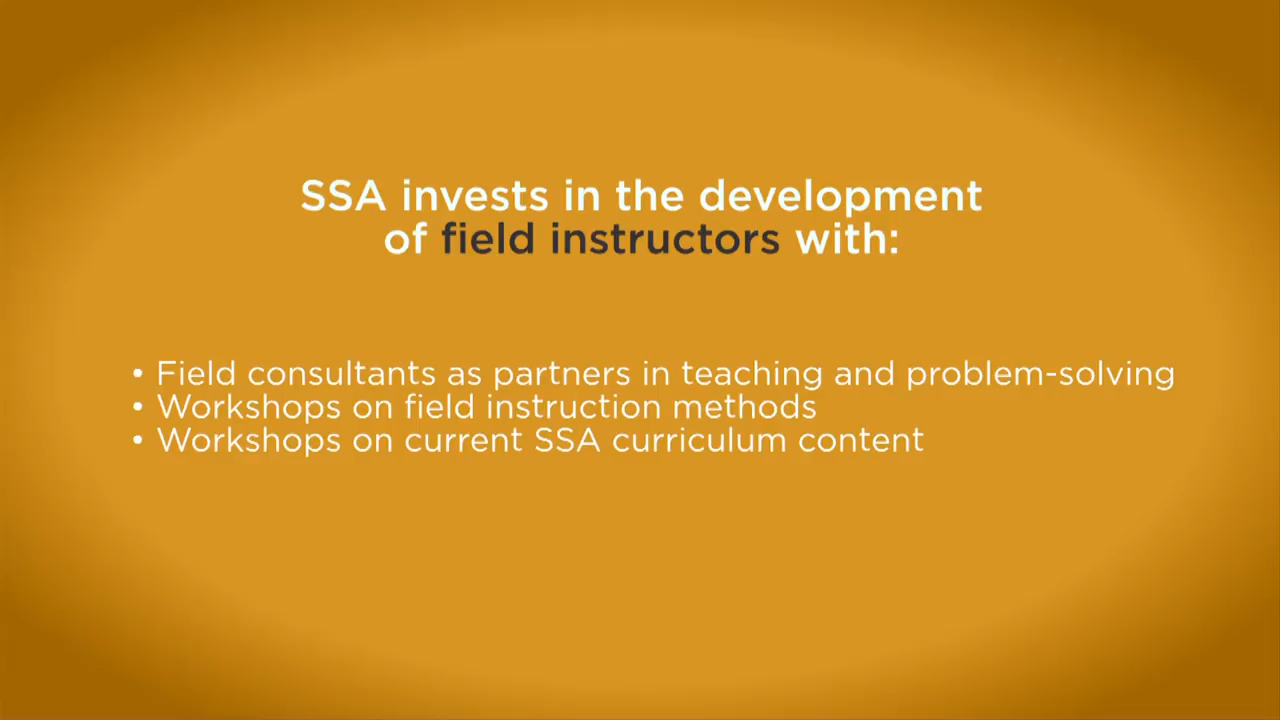 SSA invests in the development
of field instructors with:
• Field consultants as partners in teaching and problem-solving
• Workshops on field instruction methods
• Workshops on current SSA curriculum content